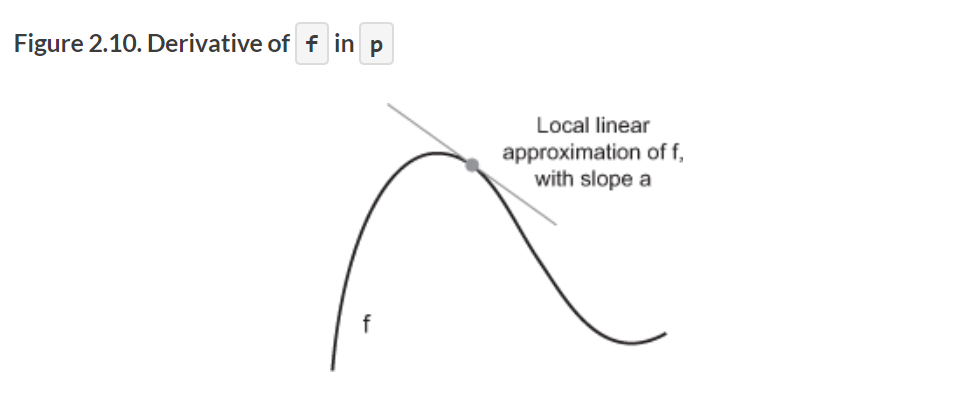 Figure 2.10. Derivative of f in p
Local linear
approximation of f,
with slope a
f